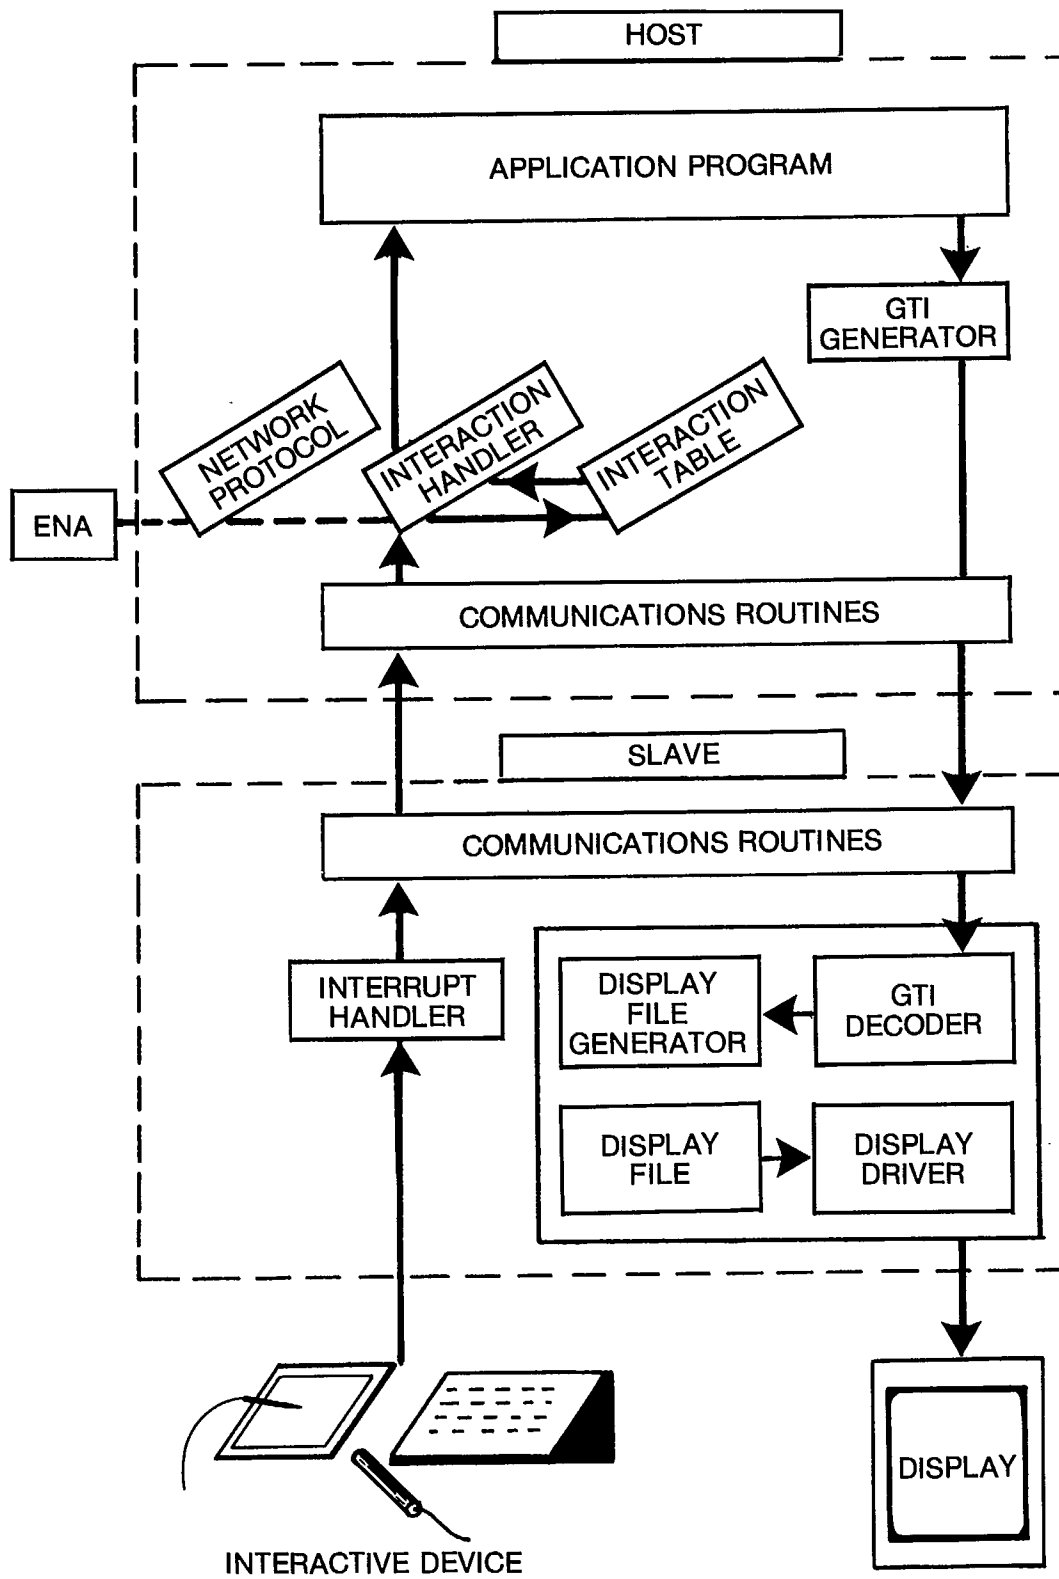 HOST
APPLICATION PROGRAM
GTI
GENERATOR
NETWORK
PROTOCOL
INTERACTION
HANDLER
INTERACTION
TABLE
ENA
COMMUNICATIONS ROUTINES
SLAVE
COMMUNICATIONS ROUTINES
INTERRUPT
HANDLER
DISPLAY
FILE
GENERATOR
GTI
DECODER
DISPLAY
FILE
DISPLAY
DRIVER
DISPLAY
INTERACTIVE DEVICE